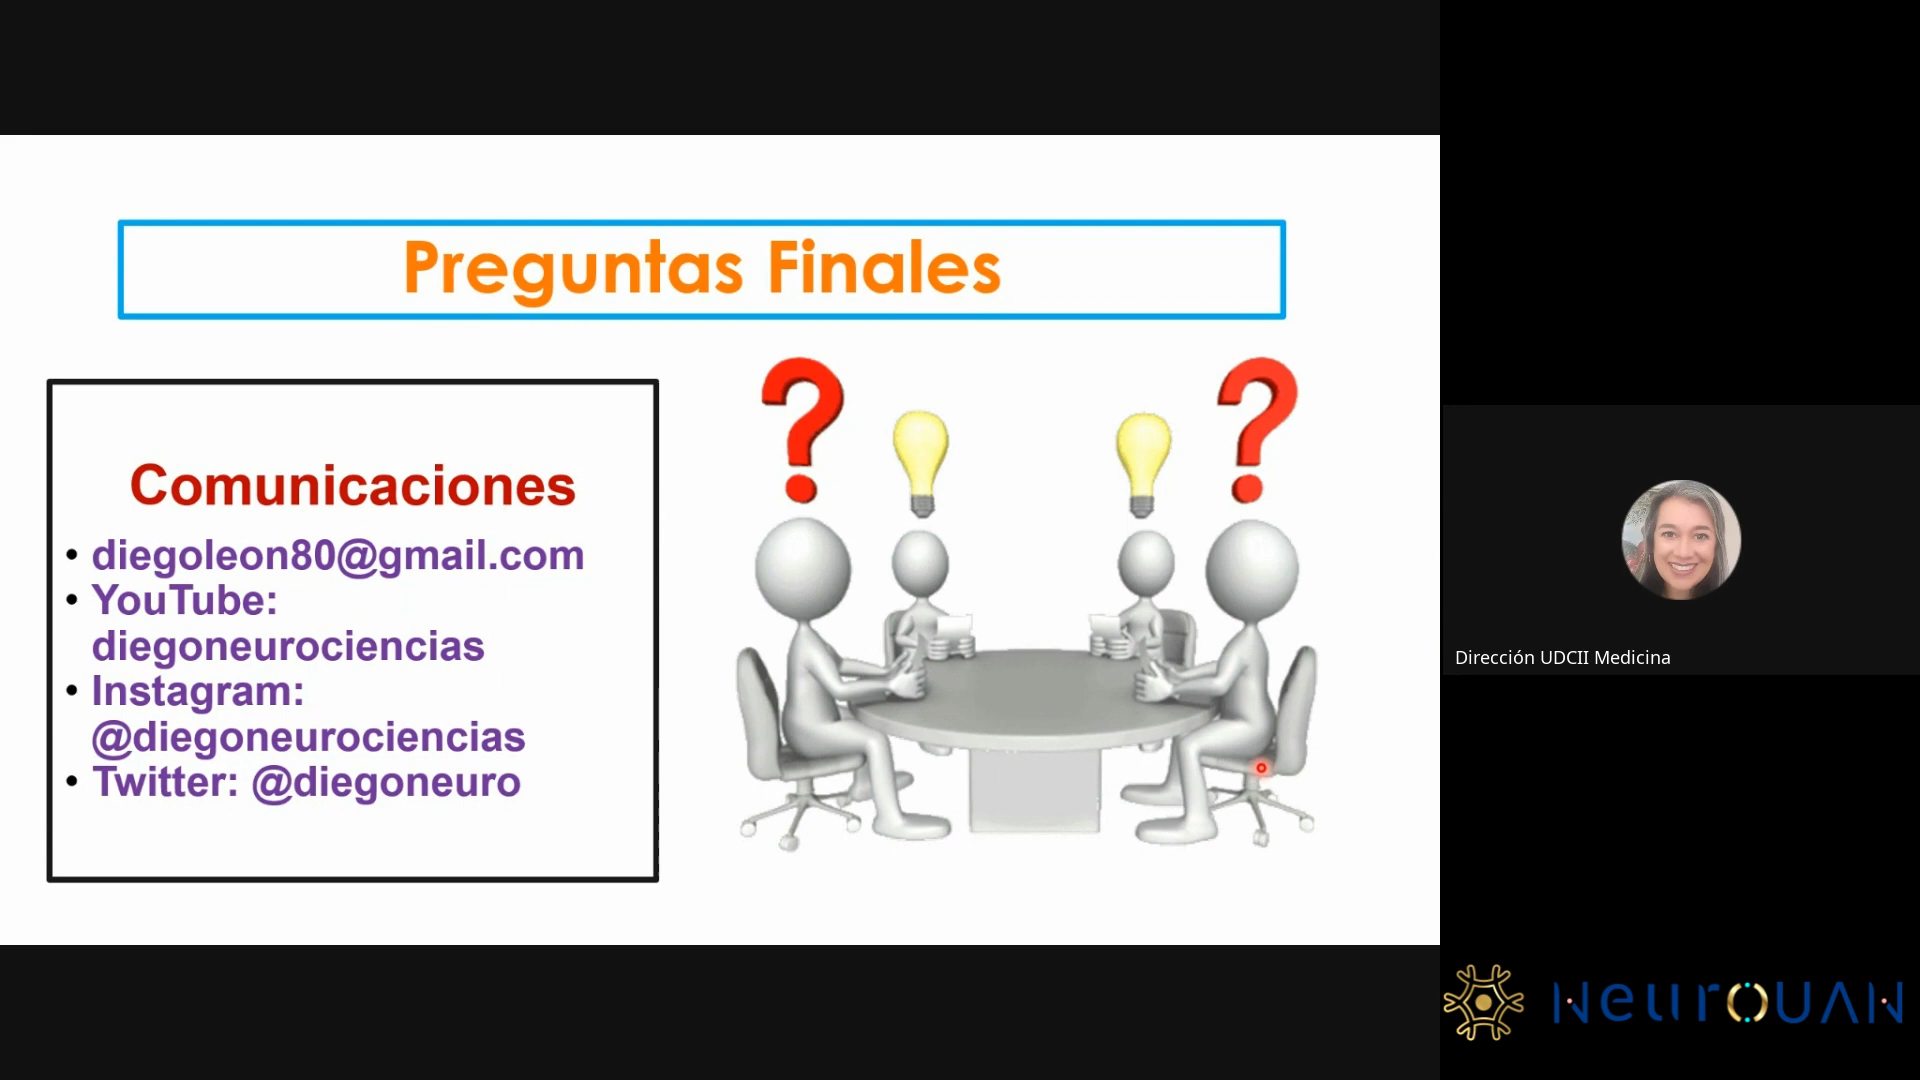 Preguntas Finales
Comunicaciones
• diegoleon80@gmail.com
• YouTube:
diegoneurociencias
• Instagram:
@diegoneurociencias
• Twitter: @diegoneuro
Dirección UDCII Medicina
NeurOUAN